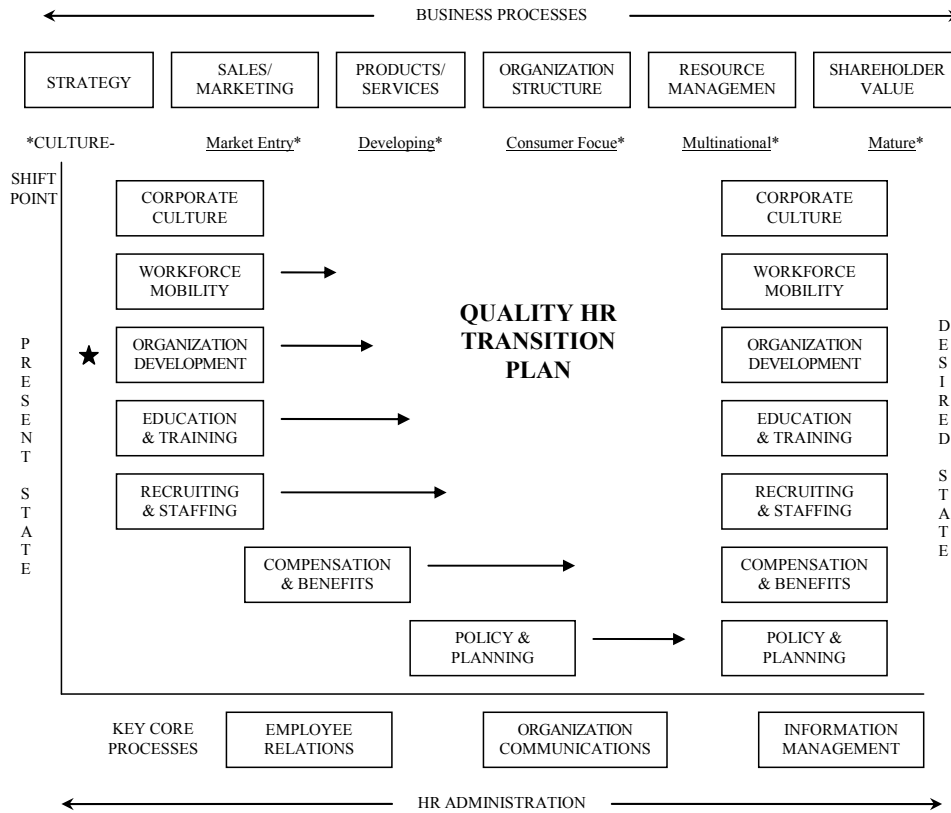 BUSINESS PROCESSES
STRATEGY
SALES/
MARKETING
PRODUCTS/
SERVICES
ORGANIZATION
STRUCTURE
RESOURCE
MANAGEMEN
SHAREHOLDER
VALUE
*CULTURE-
Market Entry*
Developing*
Consumer Focus*
Multinational*
Mature*
SHIFT
POINT
PRESENT STATE
CORPORATE
CULTURE
WORKFORCE
MOBILITY
ORGANIZATION
DEVELOPMENT
EDUCATION
& TRAINING
RECRUITING
& STAFFING
COMPENSATION
& BENEFITS
POLICY &
PLANNING
QUALITY HR
TRANSITION
PLAN
CORPORATE
CULTURE
WORKFORCE
MOBILITY
ORGANIZATION
DEVELOPMENT
EDUCATION
& TRAINING
RECRUITING
& STAFFING
COMPENSATION
& BENEFITS
POLICY &
PLANNING
DESIRED STATE
KEY CORE
PROCESSES
EMPLOYEE
RELATIONS
ORGANIZATION
COMMUNICATIONS
INFORMATION
MANAGEMENT
HR ADMINISTRATION